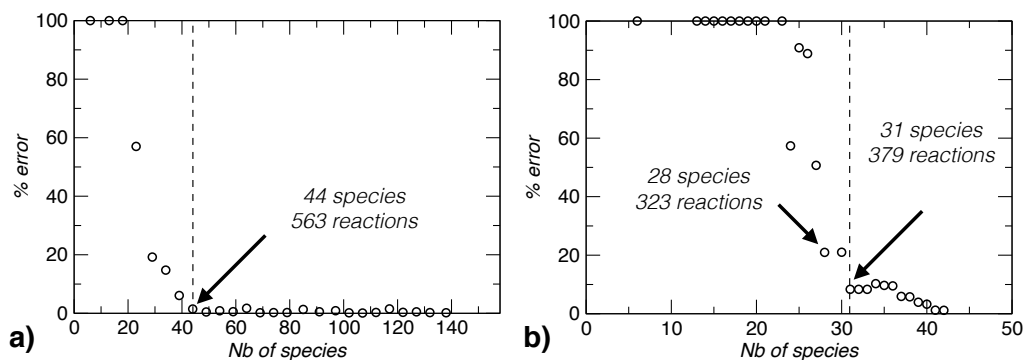 100
80
60
40
20
0
% error
0 20 40 60 80 100 120 140
Nb of species
44 species
563 reactions
a)
100
80
60
40
20
0
% error
0 10 20 30 40 50
Nb of species
28 species
323 reactions
31 species
379 reactions
b)